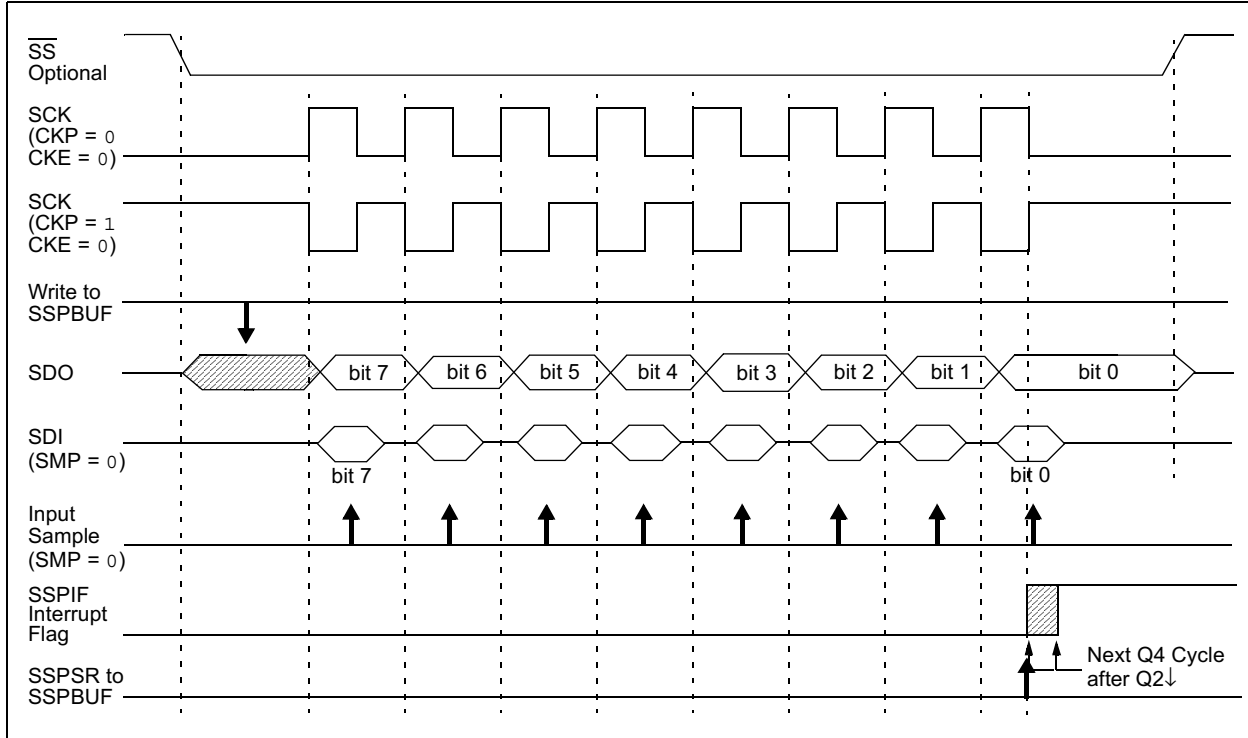 SS
Optional
SCK
(CKP = 0
CKE = 0)
SCK
(CKP = 1
CKE = 0)
Write to
SSPBUF
SDO
bit 7
bit 6
bit 5
bit 4
bit 3
bit 2
bit 1
bit 0
SDI
(SMP = 0)
bit 7
bit 0
Input
Sample
(SMP = 0)
SSPIF
Interrupt
Flag
Next Q4 Cycle
after Q2↓
SSPSR to
SSPBUF